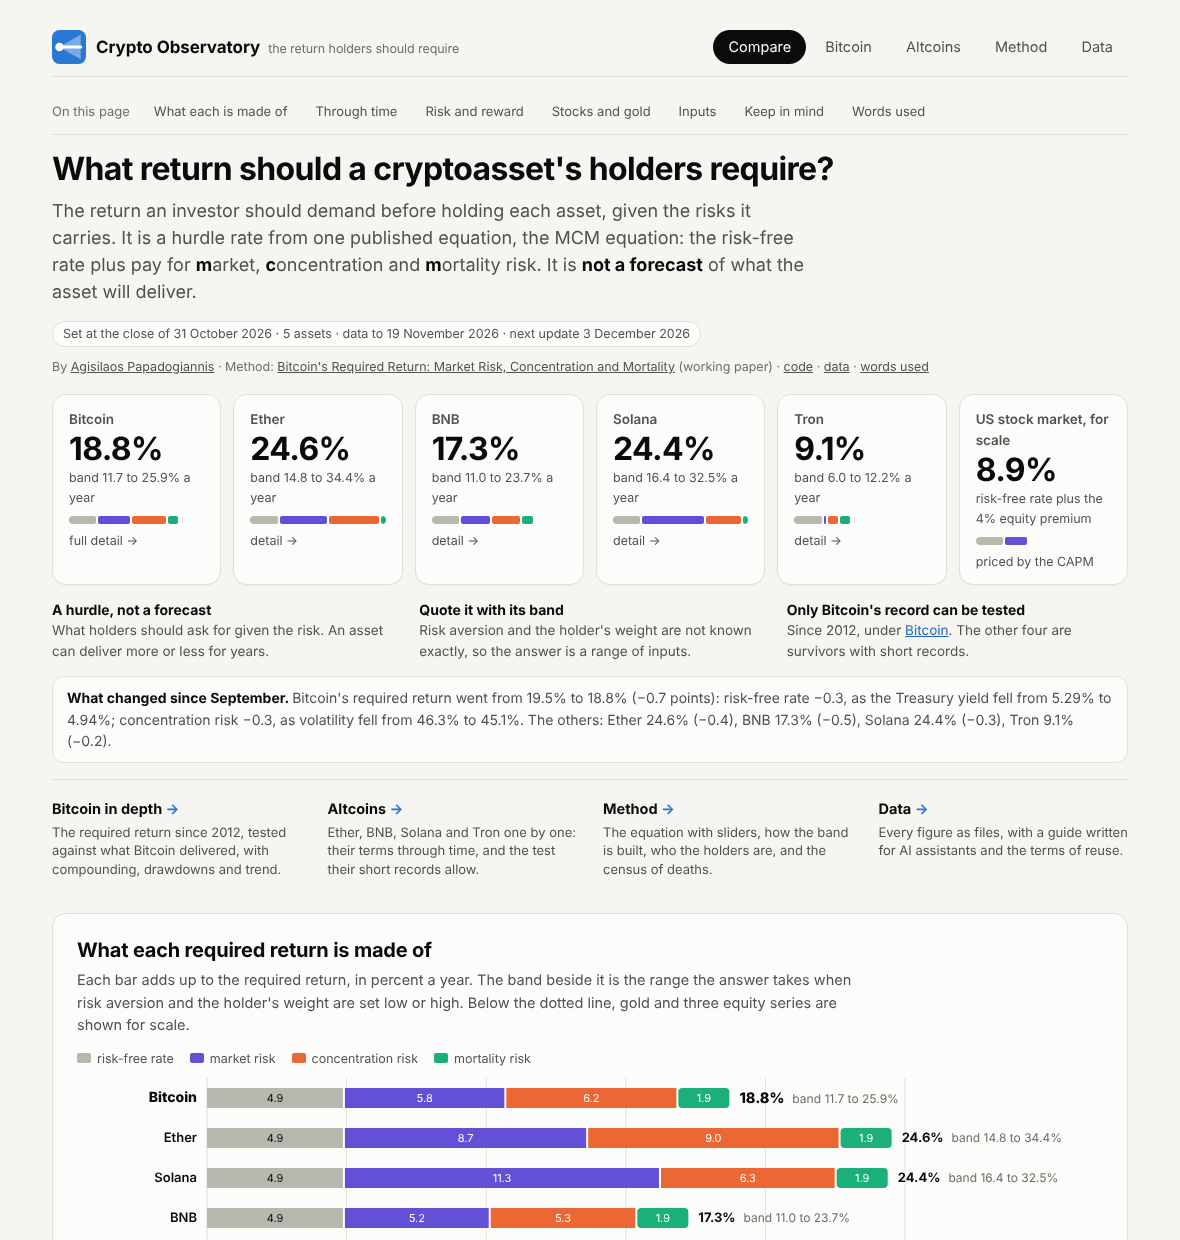 Crypto Observatory the return holders should require
Compare Bitcoin Altcoins Method Data
On this page What each is made of Through time Risk and reward Stocks and gold Inputs Keep in mind Words used
What return should a cryptoasset's holders require?
The return an investor should demand before holding each asset, given the risks it
carries. It is a hurdle rate from one published equation, the MCM equation: the risk-free
rate plus pay for market, concentration and mortality risk. It is not a forecast of what the
asset will deliver.
Set at the close of 31 October 2026 · 5 assets · data to 19 November 2026 · next update 3 December 2026
By Agisilaos Papadogiannis · Method: Bitcoin's Required Return: Market Risk, Concentration and Mortality (working paper) · code · data · words used
Bitcoin
18.8%
band 11.7 to 25.9% a
year
full detail →
Ether
24.6%
band 14.8 to 34.4% a
year
detail →
BNB
17.3%
band 11.0 to 23.7% a
year
detail →
Solana
24.4%
band 16.4 to 32.5% a
year
detail →
Tron
9.1%
band 6.0 to 12.2% a
year
detail →
US stock market, for
scale
8.9%
risk-free rate plus the
4% equity premium
priced by the CAPM
A hurdle, not a forecast
What holders should ask for given the risk. An asset
can deliver more or less for years.
Quote it with its band
Risk aversion and the holder's weight are not known
exactly, so the answer is a range of inputs.
Only Bitcoin's record can be tested
Since 2012, under Bitcoin. The other four are
survivors with short records.
What changed since September. Bitcoin's required return went from 19.5% to 18.8% (−0.7 points): risk-free rate −0.3, as the Treasury yield fell from 5.29% to
4.94%; concentration risk −0.3, as volatility fell from 46.3% to 45.1%. The others: Ether 24.6% (−0.4), BNB 17.3% (−0.5), Solana 24.4% (−0.3), Tron 9.1%
(−0.2).
Bitcoin in depth →
The required return since 2012, tested
against what Bitcoin delivered, with
compounding, drawdowns and trend.
Altcoins →
Ether, BNB, Solana and Tron one by one:
their terms through time, and the test
their short records allow.
Method →
The equation with sliders, how the band
is built, who the holders are, and the
census of deaths.
Data →
Every figure as files, with a guide written
for AI assistants and the terms of reuse.
What each required return is made of
Each bar adds up to the required return, in percent a year. The band beside it is the range the answer takes when
risk aversion and the holder's weight are set low or high. Below the dotted line, gold and three equity series are
shown for scale.
risk-free rate market risk concentration risk mortality risk
Bitcoin 4.9 5.8 6.2 1.9 18.8% band 11.7 to 25.9%
Ether 4.9 8.7 9.0 1.9 24.6% band 14.8 to 34.4%
Solana 4.9 11.3 6.3 1.9 24.4% band 16.4 to 32.5%
BNB 4.9 5.2 5.3 1.9 17.3% band 11.0 to 23.7%